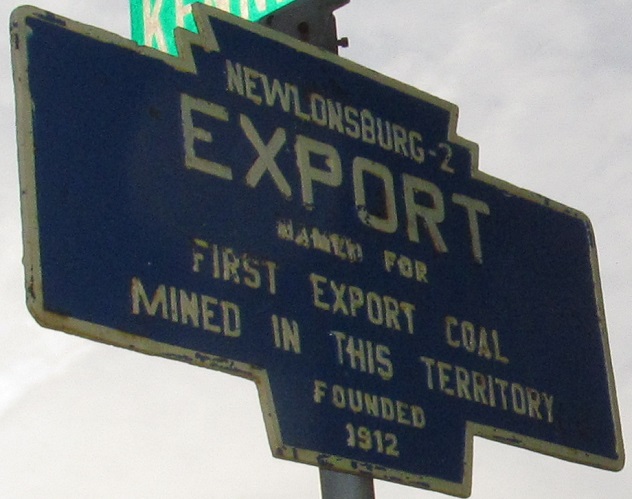 NEWLONSBURG-2
EXPORT
NAMED FOR
FIRST EXPORT COAL
MINED IN THIS TERRITORY
FOUNDED
1912